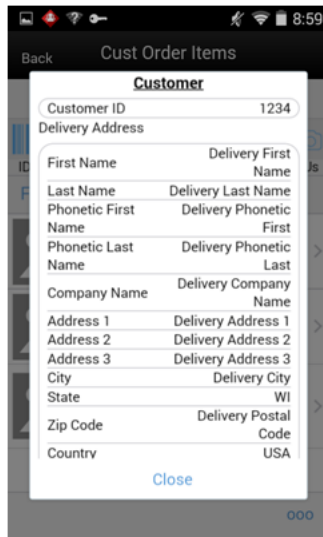 8:59
Back Cust Order Items
Customer
Customer ID 1234
Delivery Address
ID
Us
F
First Name Delivery First
Name
Last Name Delivery Last Name
Phonetic First Delivery Phonetic
Name First
Phonetic Last Delivery Phonetic
Name Last
Company Name Delivery Company
Name
Address 1 Delivery Address 1
Address 2 Delivery Address 2
Address 3 Delivery Address 3
City Delivery City
State WI
Zip Code Delivery Postal
Code
Country USA
Close
ooo